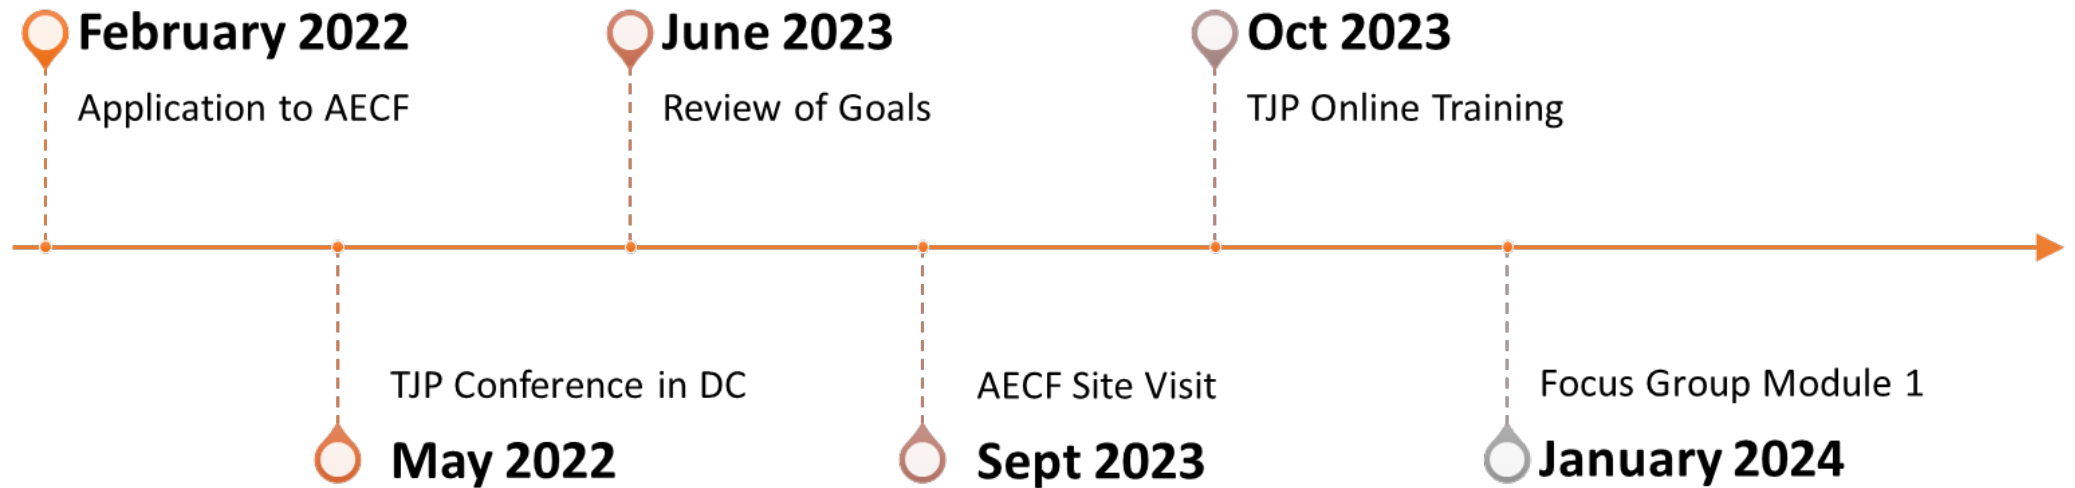 February 2022
Application to AECF
June 2023
Review of Goals
Oct 2023
TJP Online Training
TJP Conference in DC
May 2022
AECF Site Visit
Sept 2023
Focus Group Module 1
January 2024